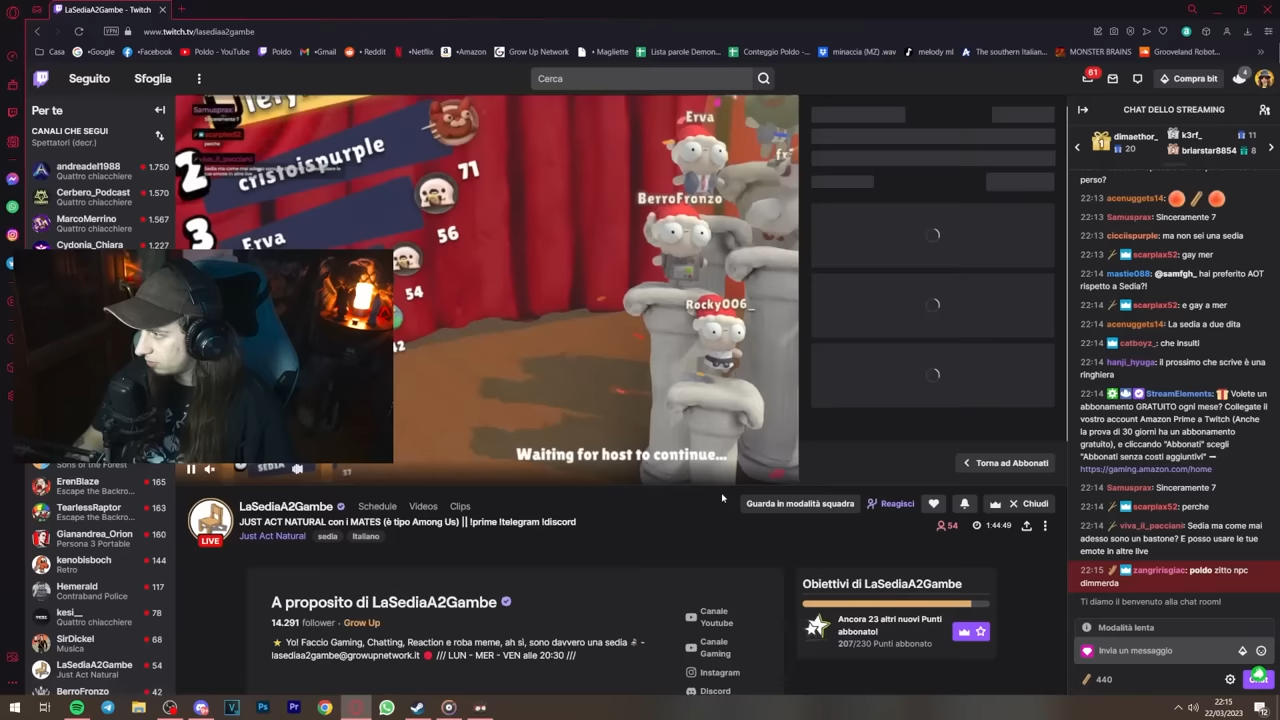 LaSediaA2Gambe - Twitch
VPN
www.twitch.tv/lasediaa2gambe
Casa
Google
Facebook
Poldo - YouTube
Poldo
Gmail
Reddit
Netflix
Amazon
Grow Up Network
Magliette
Lista parole Demon...
Conteggio Poldo -...
minaccia (MZ) .wav
melody ml
The southern Italian...
MONSTER BRAINS
Grooveland Robot...
Seguito
Sfoglia
Cerca
61
Compra bit
4
Per te
CANALI CHE SEGUI
Spettatori (decr.)
andreadel1988
1.750
Quattro chiacchiere
Cerbero_Podcast
1.570
Quattro chiacchiere
MarcoMerrino
1.567
Quattro chiacchiere
Cydonia_Chiara
1.227
Sons of the Forest
ErenBlaze
165
Escape the Backro...
TearlessRaptor
163
Escape the Backro...
Gianandrea_Orion
160
Persona 3 Portable
kenobisboch
144
Retro
Hemerald
117
Contraband Police
kesi__
78
Quattro chiacchiere
SirDickel
68
Musica
LaSediaA2Gambe
54
Just Act Natural
BerroFronzo
42
Samusprax:
2
cristoispurple
71
3
Erva
56
54
37
Erva
BerroFronzo
Rocky006_
Waiting for host to continue...
LaSediaA2Gambe
Schedule
Videos
Clips
JUST ACT NATURAL con i MATES (è tipo Among Us) || !prime !telegram !discord
Just Act Natural
sedia
Italiano
LIVE
Torna ad Abbonati
Guarda in modalità squadra
Reagisci
Chiudi
54
1:44:49
A proposito di LaSediaA2Gambe
14.291 follower · Grow Up
Yo! Faccio Gaming, Chatting, Reaction e roba meme, ah sì, sono davvero una sedia -
lasediaa2gambe@growupnetwork.it /// LUN - MER - VEN alle 20:30 ///
Canale
Youtube
Canale
Gaming
Instagram
Discord
Obiettivi di LaSediaA2Gambe
Ancora 23 altri nuovi Punti
abbonato!
207/230 Punti abbonato
CHAT DELLO STREAMING
dimaethor_
20
k3rf_
11
briarstar8854
8
perso?
22:13 acenuggets14:
22:13 Samusprax: Sinceramente 7
22:13 cicciispurple: ma non sei una sedia
22:13 scarpiax52: gay mer
22:14 mastie088: @samfgh_ hai preferito AOT
rispetto a Sedia?!
22:14 scarpiax52: e gay a mer
22:14 acenuggets14: La sedia a due dita
22:14 catboyz_: che insulti
22:14 hanji_hyuga: il prossimo che scrive è una
ringhiera
22:14 StreamElements: Volete un
abbonamento GRATUITO ogni mese? Collegate il
vostro account Amazon Prime a Twitch (Anche
la prova di 30 giorni ha un abbonamento
gratuito), e cliccando "Abbonati" scegli
"Abbonati senza costi aggiuntivi" —
https://gaming.amazon.com/home
22:14 Samusprax: Sinceramente 7
22:14 scarpiax52: perche
22:14 viva_il_pacciani: Sedia ma come mai
adesso sono un bastone? E posso usare le tue
emote in altre live
22:15 zangririsgiac: poldo zitto npc
dimmerda
Ti diamo il benvenuto alla chat room!
Modalità lenta
Invia un messaggio
440
22:15
22/03/2023
12